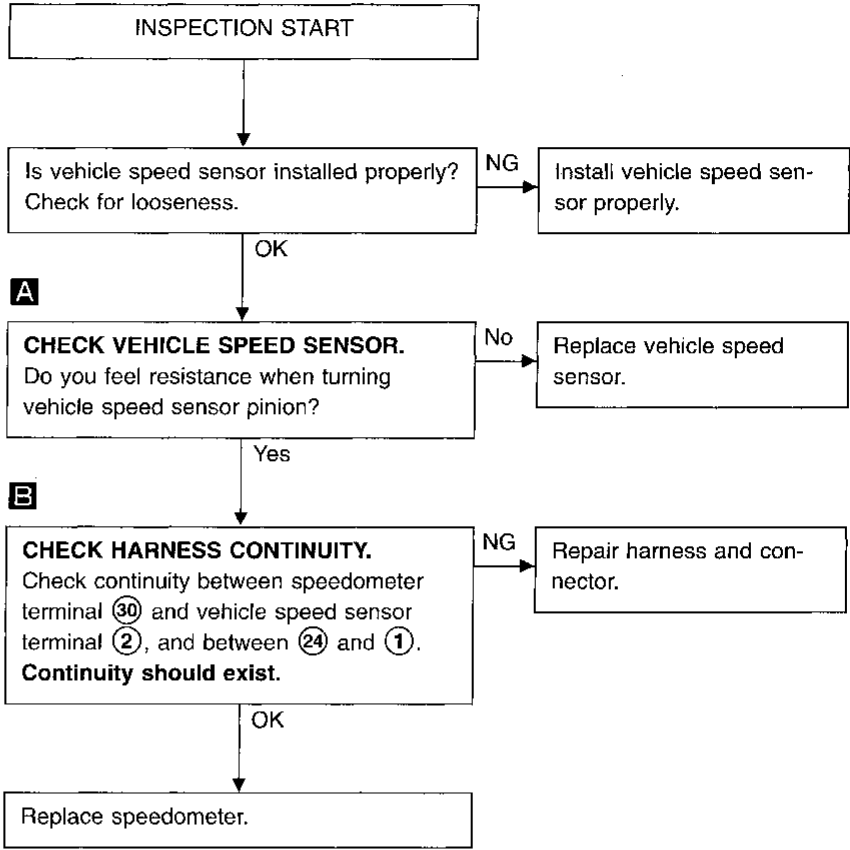 INSPECTION START
Is vehicle speed sensor installed properly?
Check for looseness.
NG
Install vehicle speed sen-
sor properly.
OK
A
CHECK VEHICLE SPEED SENSOR.
Do you feel resistance when turning
vehicle speed sensor pinion?
No
Replace vehicle speed
sensor.
Yes
B
CHECK HARNESS CONTINUITY.
Check continuity between speedometer
terminal 30 and vehicle speed sensor
terminal 2, and between 24 and 1.
Continuity should exist.
NG
Repair harness and con-
nector.
OK
Replace speedometer.